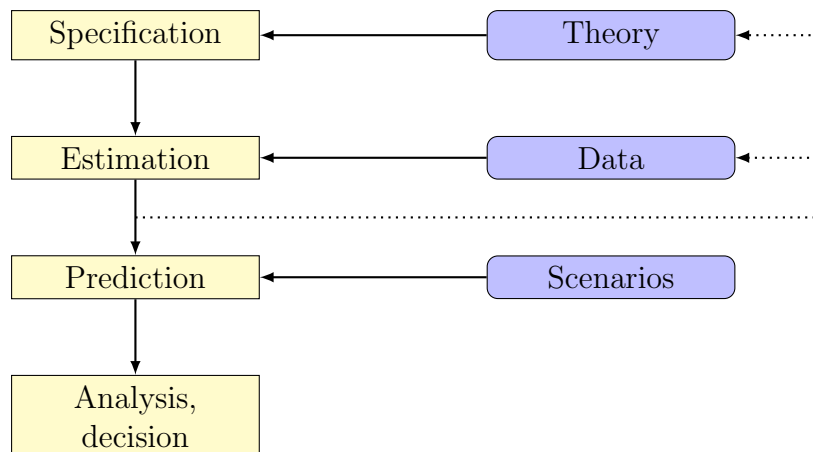 Specification
Theory
Estimation
Data
Prediction
Scenarios
Analysis,
decision